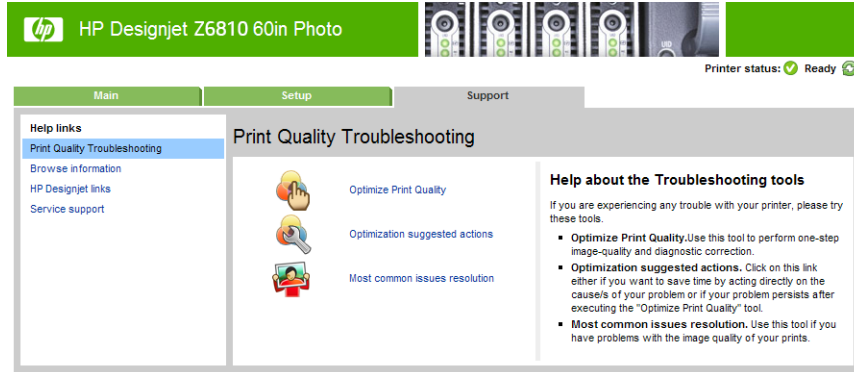 hp HP Designjet Z6810 60in Photo
UID
Printer status: Ready
Main Setup Support
Help links
Print Quality Troubleshooting
Browse information
HP Designjet links
Service support
Print Quality Troubleshooting
Optimize Print Quality
Optimization suggested actions
Most common issues resolution
Help about the Troubleshooting tools
If you are experiencing any trouble with your printer, please try
these tools.
Optimize Print Quality.Use this tool to perform one-step
image-quality and diagnostic correction.
Optimization suggested actions. Click on this link
either if you want to save time by acting directly on the
cause/s of your problem or if your problem persists after
executing the "Optimize Print Quality" tool.
Most common issues resolution. Use this tool if you
have problems with the image quality of your prints.